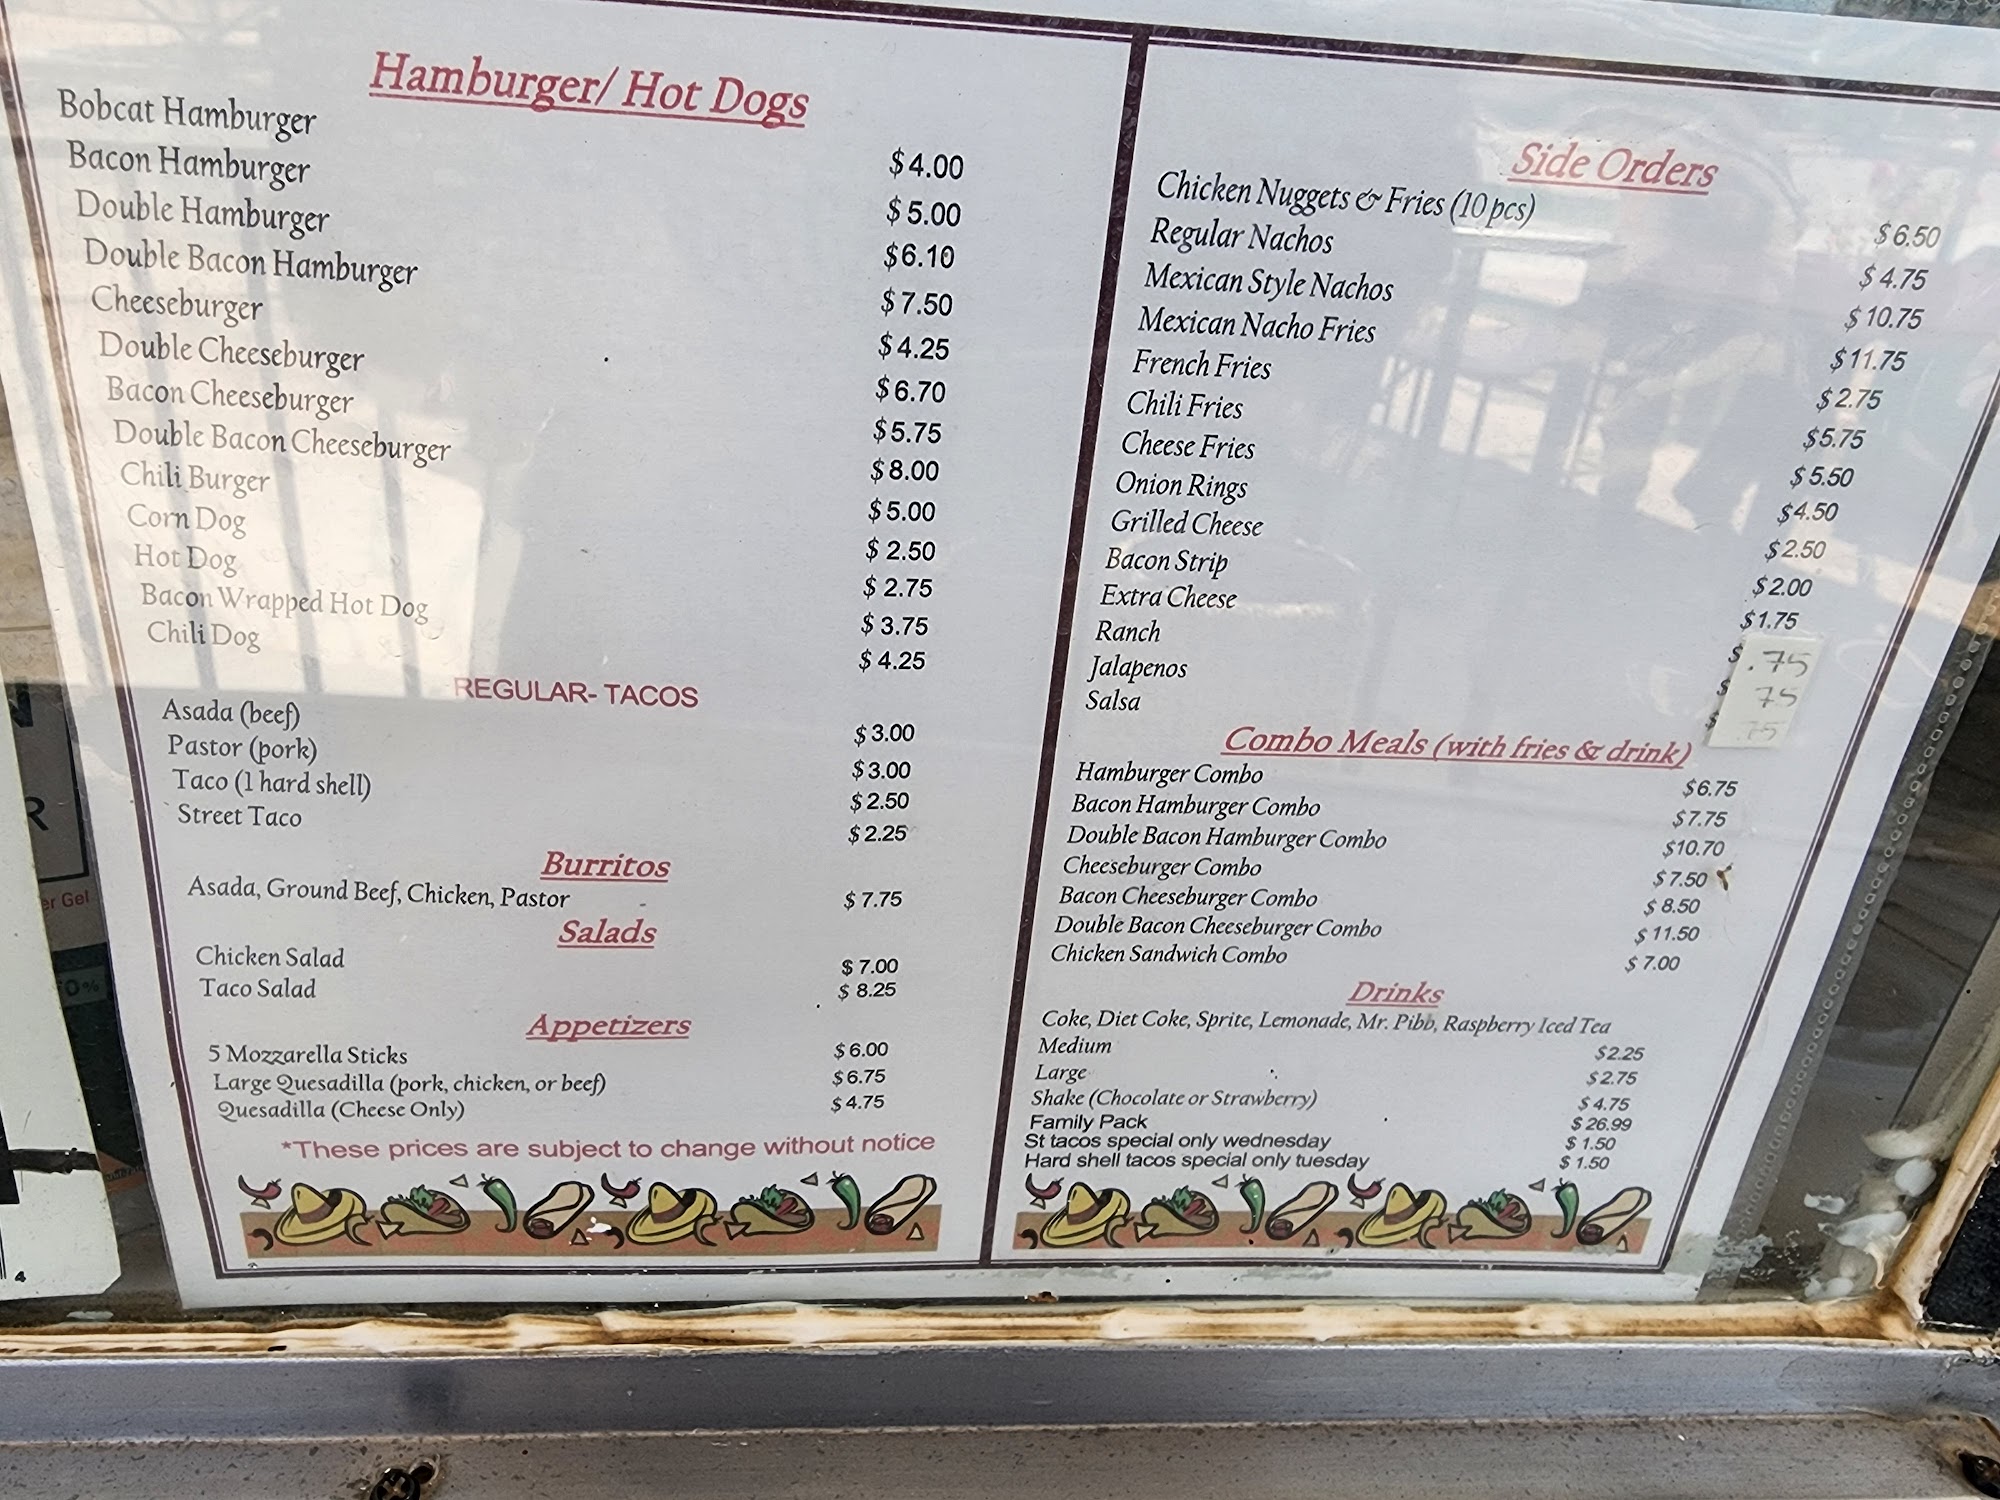 Hamburger/ Hot Dogs
Bobcat Hamburger $4.00
Bacon Hamburger $5.00
Double Hamburger $6.10
Double Bacon Hamburger $7.50
Cheeseburger $4.25
Double Cheeseburger $6.70
Bacon Cheeseburger $5.75
Double Bacon Cheeseburger $8.00
Chili Burger $5.00
Corn Dog $2.50
Hot Dog $2.75
Bacon Wrapped Hot Dog $3.75
Chili Dog $4.25
REGULAR- TACOS
Asada (beef) $3.00
Pastor (pork) $3.00
Taco (1 hard shell) $2.50
Street Taco $2.25
Burritos
Asada, Ground Beef, Chicken, Pastor $7.75
Salads
Chicken Salad $7.00
Taco Salad $8.25
Appetizers
5 Mozzarella Sticks $6.00
Large Quesadilla (pork, chicken, or beef) $6.75
Quesadilla (Cheese Only) $4.75
*These prices are subject to change without notice
Side Orders
Chicken Nuggets & Fries (10 pcs) $6.50
Regular Nachos $4.75
Mexican Style Nachos $10.75
Mexican Nacho Fries $11.75
French Fries $2.75
Chili Fries $5.75
Cheese Fries $5.50
Onion Rings $4.50
Grilled Cheese $2.50
Bacon Strip $2.00
Extra Cheese $1.75
Ranch $.75
Jalapenos $75
Salsa $.75
Combo Meals (with fries & drink)
Hamburger Combo $6.75
Bacon Hamburger Combo $7.75
Double Bacon Hamburger Combo $10.70
Cheeseburger Combo $7.50
Bacon Cheeseburger Combo $8.50
Double Bacon Cheeseburger Combo $11.50
Chicken Sandwich Combo $7.00
Drinks
Coke, Diet Coke, Sprite, Lemonade, Mr. Pibb, Raspberry Iced Tea
Medium $2.25
Large $2.75
Shake (Chocolate or Strawberry) $4.75
Family Pack $26.99
St tacos special only wednesday $1.50
Hard shell tacos special only tuesday $1.50
R
er Gel
4